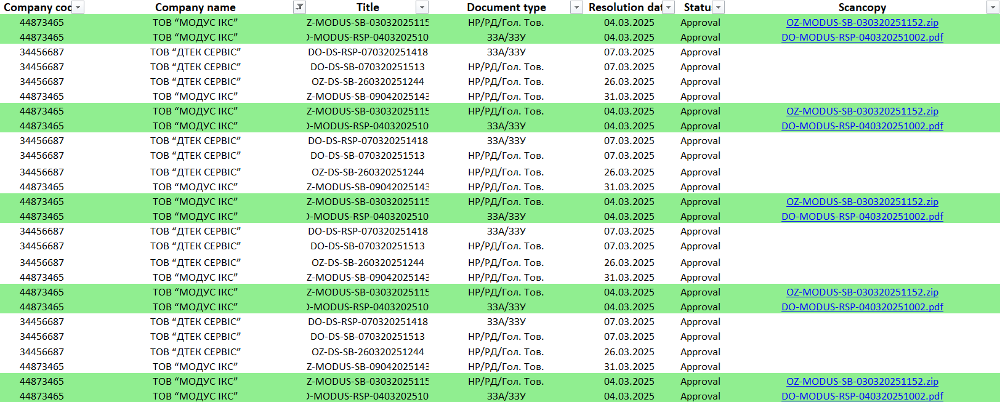 Company coc Company name Title Document type Resolution dat Statu Scancopy
44873465 ТОВ “МОДУС ІКС” Z-MODUS-SB-03032025115 НР/РД/Гол. Тов. 04.03.2025 Approval OZ-MODUS-SB-030320251152.zip
44873465 ТОВ “МОДУС ІКС” O-MODUS-RSP-0403202510 ЗЗА/ЗЗУ 04.03.2025 Approval DO-MODUS-RSP-040320251002.pdf
34456687 ТОВ “ДТЕК СЕРВІС” DO-DS-RSP-070320251418 ЗЗА/ЗЗУ 07.03.2025 Approval
34456687 ТОВ “ДТЕК СЕРВІС” DO-DS-SB-070320251513 НР/РД/Гол. Тов. 07.03.2025 Approval
34456687 ТОВ “ДТЕК СЕРВІС” OZ-DS-SB-260320251244 НР/РД/Гол. Тов. 26.03.2025 Approval
44873465 ТОВ “МОДУС ІКС” Z-MODUS-SB-09042025143 НР/РД/Гол. Тов. 31.03.2025 Approval
44873465 ТОВ “МОДУС ІКС” Z-MODUS-SB-03032025115 НР/РД/Гол. Тов. 04.03.2025 Approval OZ-MODUS-SB-030320251152.zip
44873465 ТОВ “МОДУС ІКС” O-MODUS-RSP-0403202510 ЗЗА/ЗЗУ 04.03.2025 Approval DO-MODUS-RSP-040320251002.pdf
34456687 ТОВ “ДТЕК СЕРВІС” DO-DS-RSP-070320251418 ЗЗА/ЗЗУ 07.03.2025 Approval
34456687 ТОВ “ДТЕК СЕРВІС” DO-DS-SB-070320251513 НР/РД/Гол. Тов. 07.03.2025 Approval
34456687 ТОВ “ДТЕК СЕРВІС” OZ-DS-SB-260320251244 НР/РД/Гол. Тов. 26.03.2025 Approval
44873465 ТОВ “МОДУС ІКС” Z-MODUS-SB-09042025143 НР/РД/Гол. Тов. 31.03.2025 Approval
44873465 ТОВ “МОДУС ІКС” Z-MODUS-SB-03032025115 НР/РД/Гол. Тов. 04.03.2025 Approval OZ-MODUS-SB-030320251152.zip
44873465 ТОВ “МОДУС ІКС” O-MODUS-RSP-0403202510 ЗЗА/ЗЗУ 04.03.2025 Approval DO-MODUS-RSP-040320251002.pdf
34456687 ТОВ “ДТЕК СЕРВІС” DO-DS-RSP-070320251418 ЗЗА/ЗЗУ 07.03.2025 Approval
34456687 ТОВ “ДТЕК СЕРВІС” DO-DS-SB-070320251513 НР/РД/Гол. Тов. 07.03.2025 Approval
34456687 ТОВ “ДТЕК СЕРВІС” OZ-DS-SB-260320251244 НР/РД/Гол. Тов. 26.03.2025 Approval
44873465 ТОВ “МОДУС ІКС” Z-MODUS-SB-09042025143 НР/РД/Гол. Тов. 31.03.2025 Approval
44873465 ТОВ “МОДУС ІКС” Z-MODUS-SB-03032025115 НР/РД/Гол. Тов. 04.03.2025 Approval OZ-MODUS-SB-030320251152.zip
44873465 ТОВ “МОДУС ІКС” O-MODUS-RSP-0403202510 ЗЗА/ЗЗУ 04.03.2025 Approval DO-MODUS-RSP-040320251002.pdf
34456687 ТОВ “ДТЕК СЕРВІС” DO-DS-RSP-070320251418 ЗЗА/ЗЗУ 07.03.2025 Approval
34456687 ТОВ “ДТЕК СЕРВІС” DO-DS-SB-070320251513 НР/РД/Гол. Тов. 07.03.2025 Approval
34456687 ТОВ “ДТЕК СЕРВІС” OZ-DS-SB-260320251244 НР/РД/Гол. Тов. 26.03.2025 Approval
44873465 ТОВ “МОДУС ІКС” Z-MODUS-SB-09042025143 НР/РД/Гол. Тов. 31.03.2025 Approval
44873465 ТОВ “МОДУС ІКС” Z-MODUS-SB-03032025115 НР/РД/Гол. Тов. 04.03.2025 Approval OZ-MODUS-SB-030320251152.zip
44873465 ТОВ “МОДУС ІКС” O-MODUS-RSP-0403202510 ЗЗА/ЗЗУ 04.03.2025 Approval DO-MODUS-RSP-040320251002.pdf